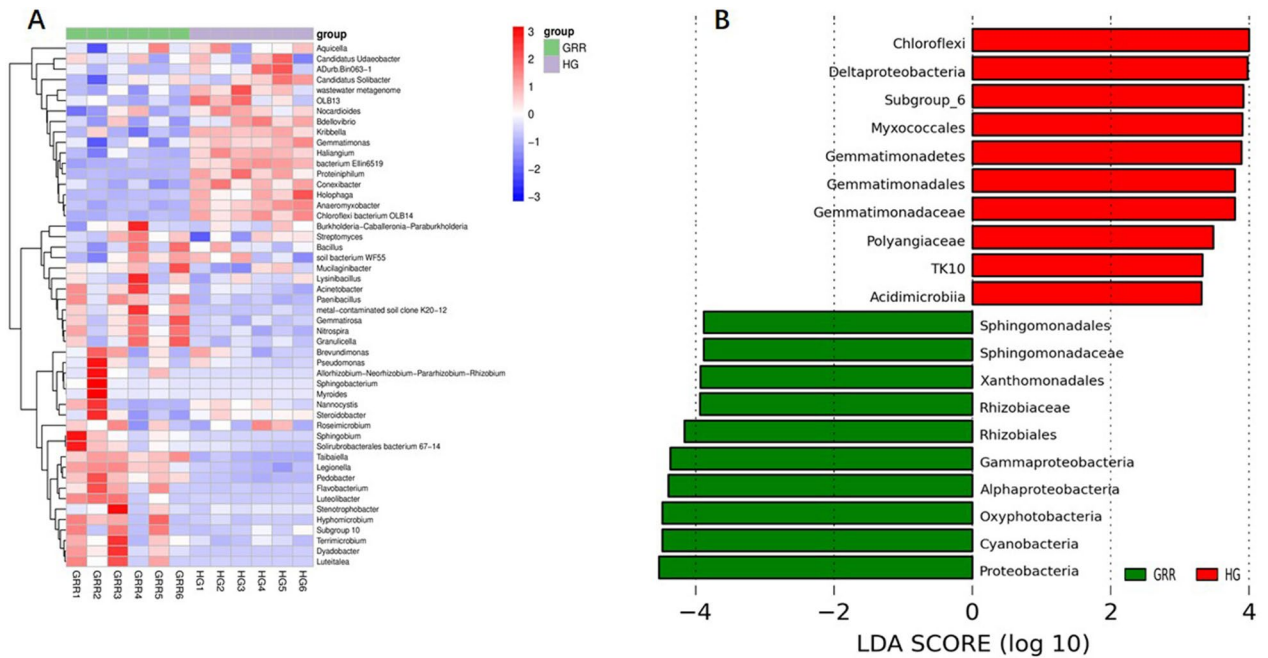 A
group
Aquicella
Candidatus Udaeobacter
ADurb.Bin063-1
Candidatus Solibacter
wastewater metagenome
OLB13
Nocardioides
Bdellovibrio
Kribbella
Gemmatimonas
Haliangium
bacterium Ellin6519
Proteiniphilum
Conexibacter
Holophaga
Anaeromyxobacter
Chloroflexi bacterium OLB14
Burkholderia-Caballeronia-Paraburkholderia
Streptomyces
Bacillus
soil bacterium WF55
Mucilaginibacter
Lysinibacillus
Acinetobacter
Paenibacillus
metal-contaminated soil clone K20-12
Gemmatirosa
Nitrospira
Granulicella
Brevundimonas
Pseudomonas
Allorhizobium-Neorhizobium-Pararhizobium-Rhizobium
Sphingobacterium
Myroides
Nannocystis
Steroidobacter
Roseimicrobium
Sphingobium
Solirubrobacterales bacterium 67-14
Taibaiella
Legionella
Pedobacter
Flavobacterium
Luteolibacter
Stenotrophobacter
Hyphomicrobium
Subgroup 10
Terrimicrobium
Dyadobacter
Luteitalea
GRR1 GRR2 GRR3 GRR4 GRR5 GRR6 HG1 HG2 HG3 HG4 HG5 HG6
3
2
1
0
−1
−2
−3
group
GRR
HG
B
Chloroflexi
Deltaproteobacteria
Subgroup_6
Myxococcales
Gemmatimonadetes
Gemmatimonadales
Gemmatimonadaceae
Polyangiaceae
TK10
Acidimicrobiia
Sphingomonadales
Sphingomonadaceae
Xanthomonadales
Rhizobiaceae
Rhizobiales
Gammaproteobacteria
Alphaproteobacteria
Oxyphotobacteria
Cyanobacteria
Proteobacteria
GRR HG
−4 −2 0 2 4
LDA SCORE (log 10)